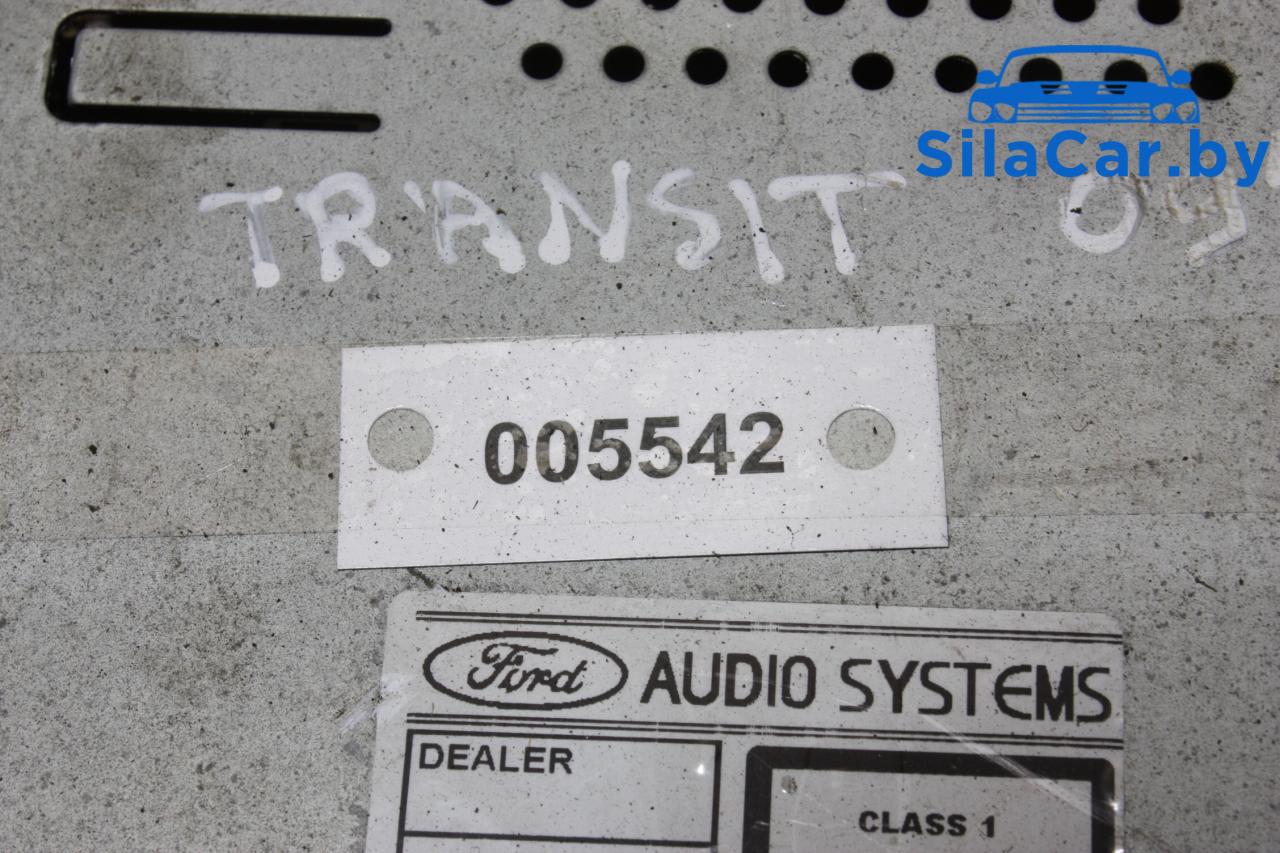 SilaCar.by
TRANSIT
005542
Ford AUDIO SYSTEMS
DEALER
CLASS 1